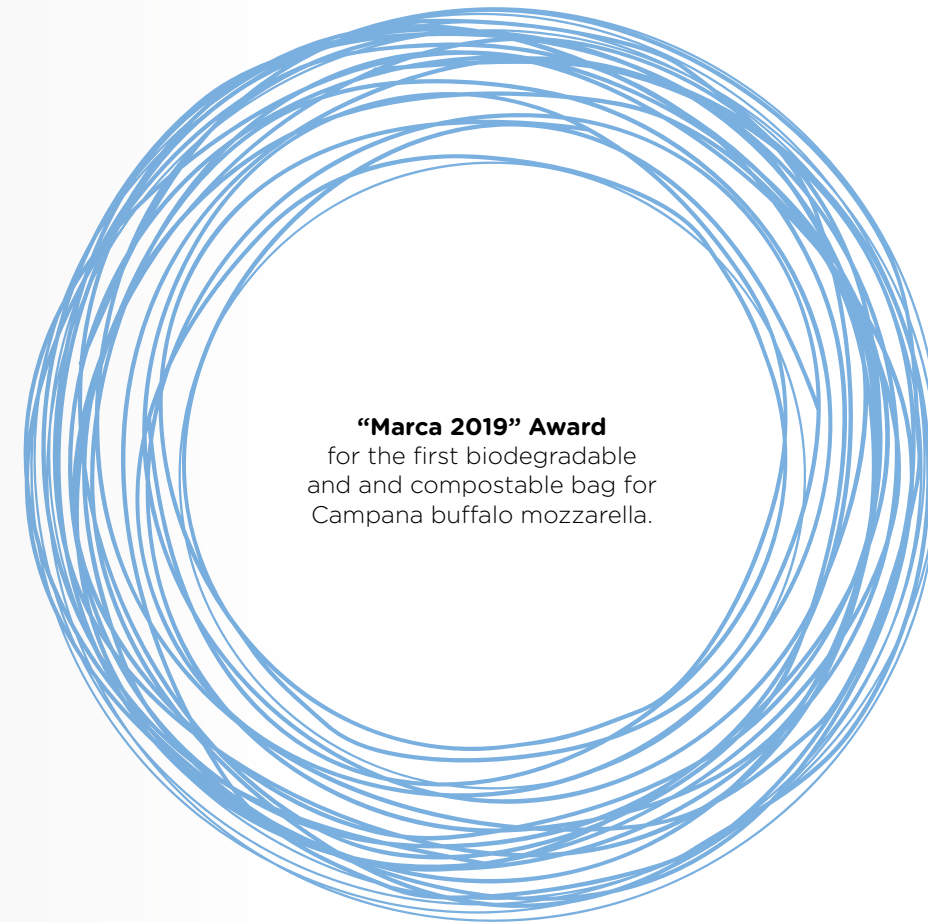 “Marca 2019” Award
for the first biodegradable
and and compostable bag for
Campana buffalo mozzarella.